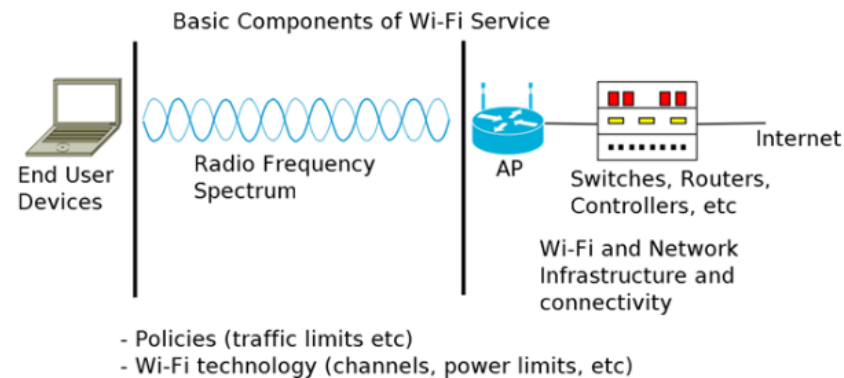 Basic Components of Wi-Fi Service
End User
Devices
Radio Frequency
Spectrum
AP
Switches, Routers,
Controllers, etc
Internet
Wi-Fi and Network
Infrastructure and
connectivity
- Policies (traffic limits etc)
- Wi-Fi technology (channels, power limits, etc)